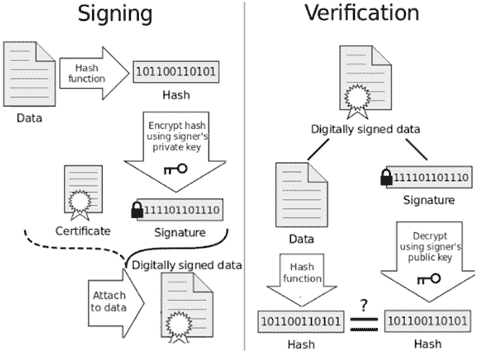 Signing
Hash
function
101100110101
Hash
Data
Encrypt hash
using signer's
private key
111101101110
Certificate
Signature
Digitally signed data
Attach
to data
Verification
Digitally signed data
111101101110
Signature
Data
Hash
function
Decrypt
using signer's
public key
?
=
101100110101
101100110101
Hash
Hash